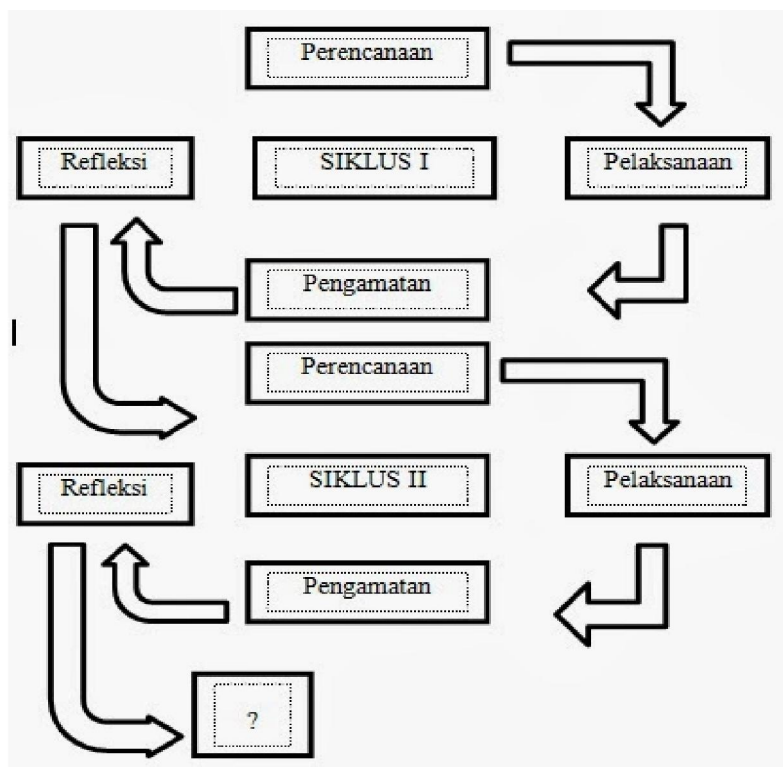 Perencanaan
Refleksi
SIKLUS I
Pelaksanaan
Pengamatan
Perencanaan
Refleksi
SIKLUS II
Pelaksanaan
Pengamatan
?